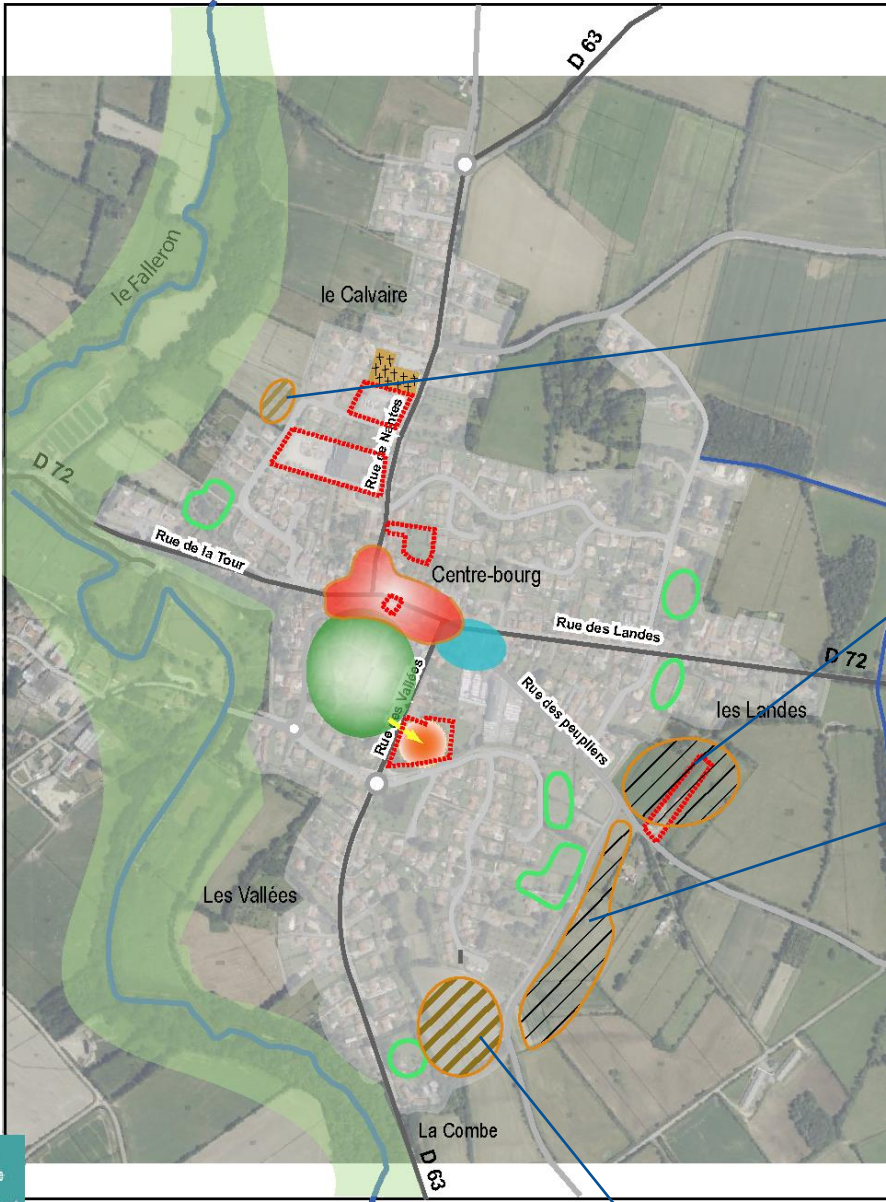 D 63
le Falleron
le Calvaire
Rue de Nantes
D 72
Rue de la Tour
Centre-bourg
Rue des Landes
D 72
Rue des Vallées
Rue des peupliers
les Landes
Les Vallées
La Combe
D 63
e